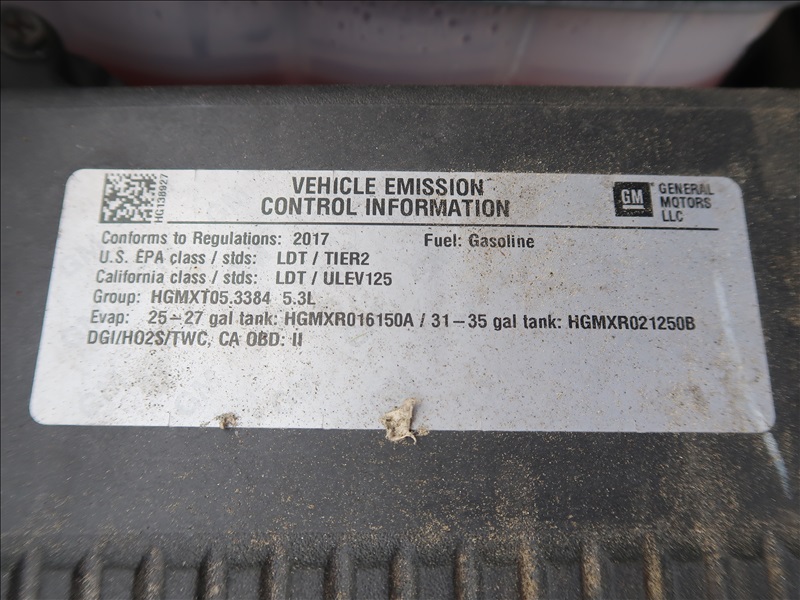 HG138927
VEHICLE EMISSION
CONTROL INFORMATION
GM
GENERAL
MOTORS
LLC
Conforms to Regulations: 2017 Fuel: Gasoline
U.S. EPA class / stds: LDT / TIER2
California class / stds: LDT / ULEV125
Group: HGMXT05.3384 5.3L
Evap: 25-27 gal tank: HGMXR016150A / 31-35 gal tank: HGMXR021250B
DGI/HO2S/TWC, CA OBD: II